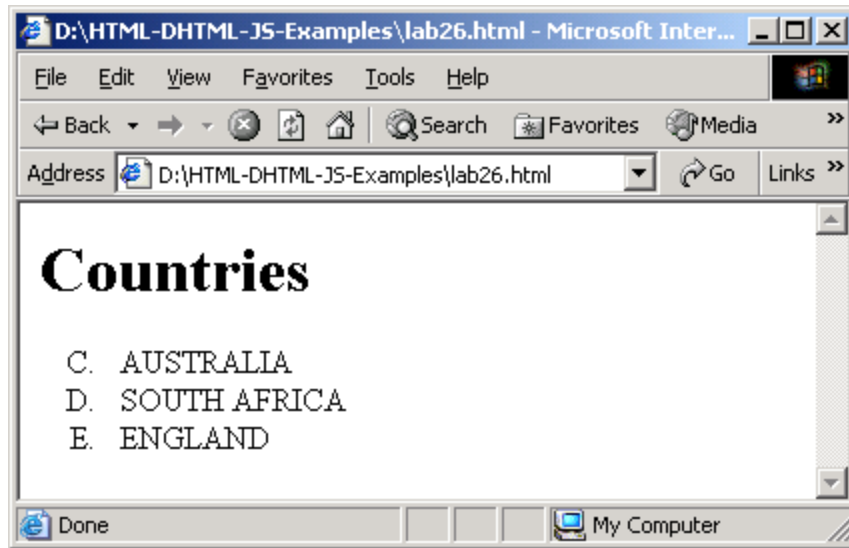 D:\HTML-DHTML-JS-Examples\lab26.html - Microsoft Inter...
File Edit View Favorites Tools Help
Back Search Favorites Media »
Address D:\HTML-DHTML-JS-Examples\lab26.html Go Links »
Countries
C. AUSTRALIA
D. SOUTH AFRICA
E. ENGLAND
Done My Computer